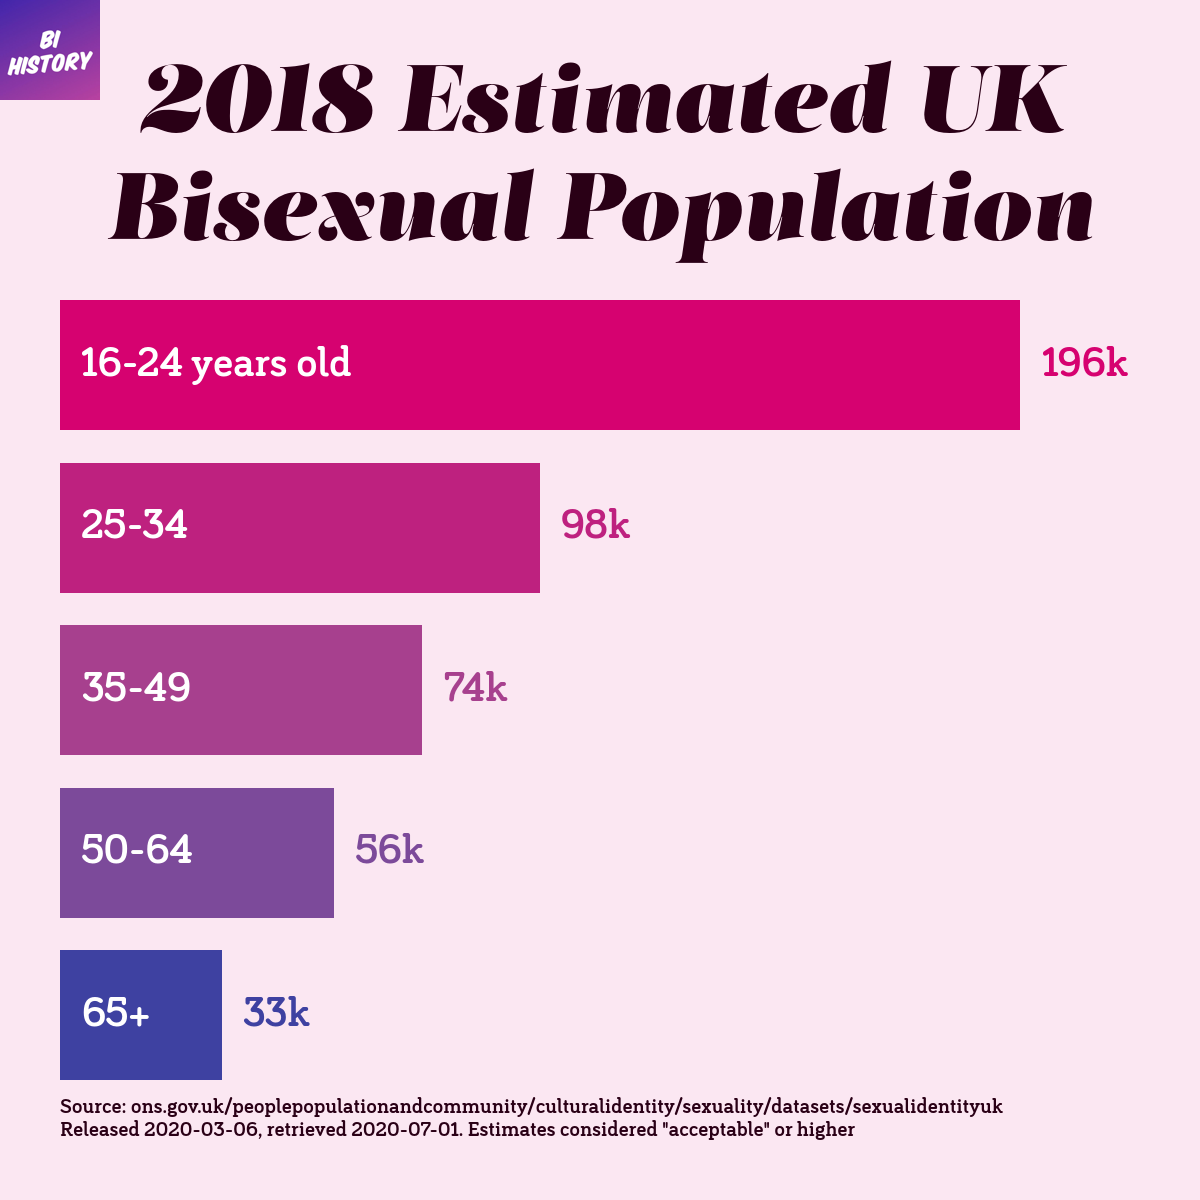 BI
HISTORY
2018 Estimated UK
Bisexual Population
16-24 years old
196k
25-34
98k
35-49
74k
50-64
56k
65+
33k
Source: ons.gov.uk/peoplepopulationandcommunity/culturalidentity/sexuality/datasets/sexualidentityuk
Released 2020-03-06, retrieved 2020-07-01. Estimates considered "acceptable" or higher